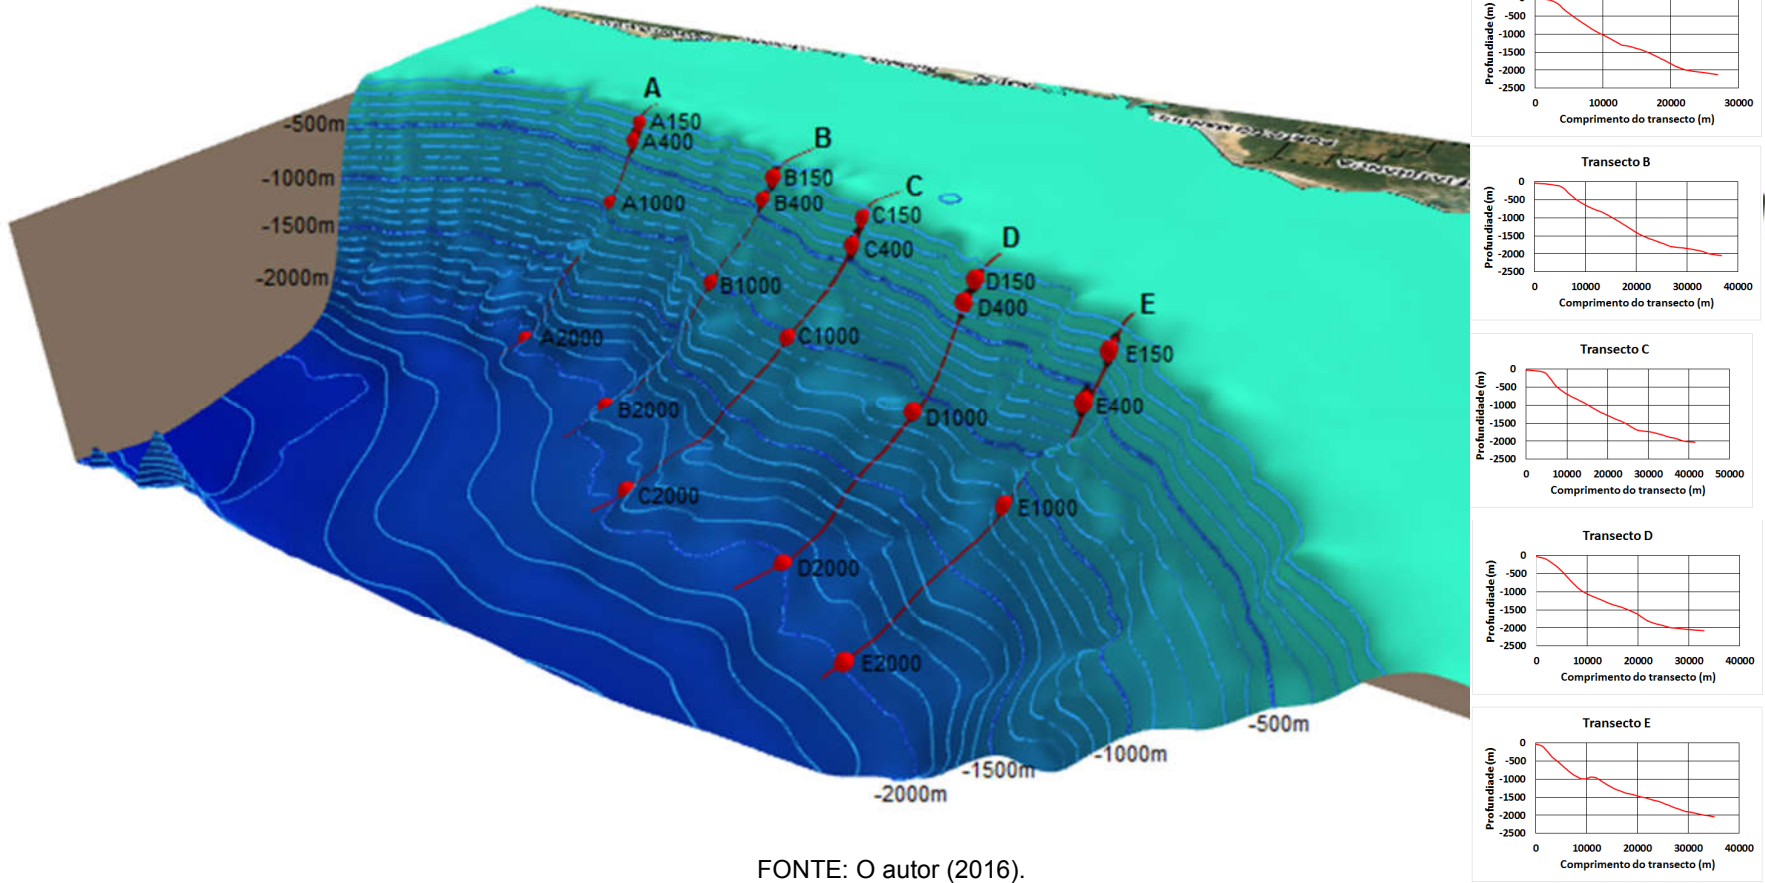 A
A150
A400
A1000
A2000
B
B150
B400
B1000
B2000
C
C150
C400
C1000
C2000
D
D150
D400
D1000
D2000
E
E150
E400
E1000
E2000
-500m
-1000m
-1500m
-2000m
-500m
-1000m
-1500m
-2000m
Profundiade (m)
-500
-1000
-1500
-2000
-2500
0 10000 20000 30000
Comprimento do transecto (m)
Transecto B
Profundiade (m)
0
-500
-1000
-1500
-2000
-2500
0 10000 20000 30000 40000
Comprimento do transecto (m)
Transecto C
Profundidade (m)
0
-500
-1000
-1500
-2000
-2500
0 10000 20000 30000 40000 50000
Comprimento do transecto (m)
Transecto D
Profundiade (m)
0
-500
-1000
-1500
-2000
-2500
0 10000 20000 30000 40000
Comprimento do transecto (m)
Transecto E
Profundiade (m)
0
-500
-1000
-1500
-2000
-2500
0 10000 20000 30000 40000
Comprimento do transecto (m)
FONTE: O autor (2016).